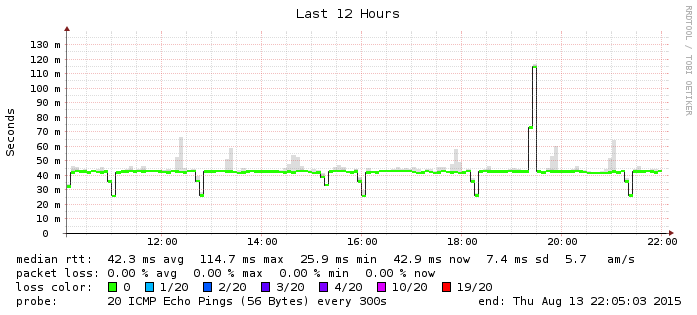 Last 12 Hours
RRDTOOL / TOBI OETIKER
Seconds
130 m
120 m
110 m
100 m
90 m
80 m
70 m
60 m
50 m
40 m
30 m
20 m
10 m
0
12:00 14:00 16:00 18:00 20:00 22:00
median rtt: 42.3 ms avg 114.7 ms max 25.9 ms min 42.9 ms now 7.4 ms sd 5.7 am/s
packet loss: 0.00 % avg 0.00 % max 0.00 % min 0.00 % now
loss color: 0 1/20 2/20 3/20 4/20 10/20 19/20
probe: 20 ICMP Echo Pings (56 Bytes) every 300s end: Thu Aug 13 22:05:03 2015